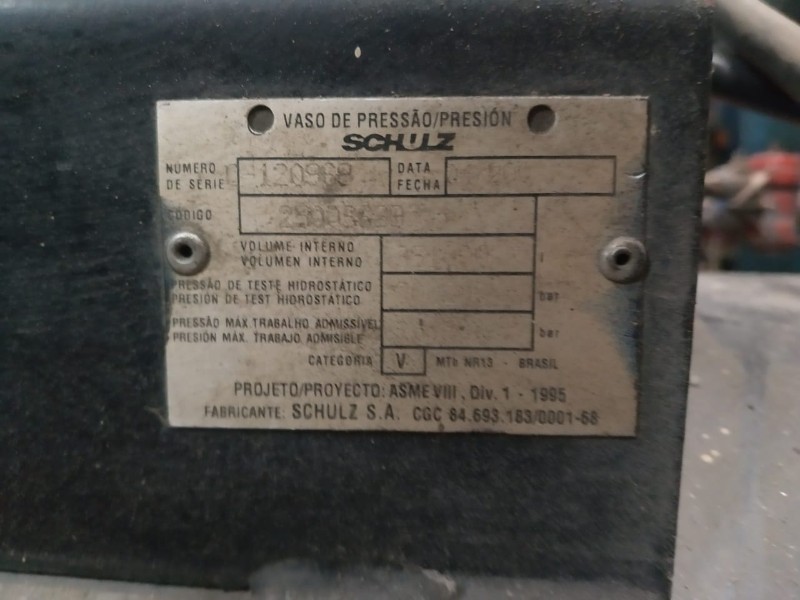 VASO DE PRESSÃO/PRESIÓN
SCHULZ
NÚMERO DE SÉRIE
DATA FECHA
CÓDIGO
VOLUME INTERNO
VOLUMEN INTERNO
l
PRESSÃO DE TESTE HIDROSTÁTICO
PRESIÓN DE TEST HIDROSTÁTICO
bar
PRESSÃO MÁX. TRABALHO ADMISSÍVEL
PRESIÓN MÁX. TRABAJO ADMISIBLE
bar
CATEGORIA V MTb NR13 - BRASIL
PROJETO/PROYECTO: ASME VIII, Div. 1 - 1995
FABRICANTE: SCHULZ S.A. CGC 84.693.183/0001-68